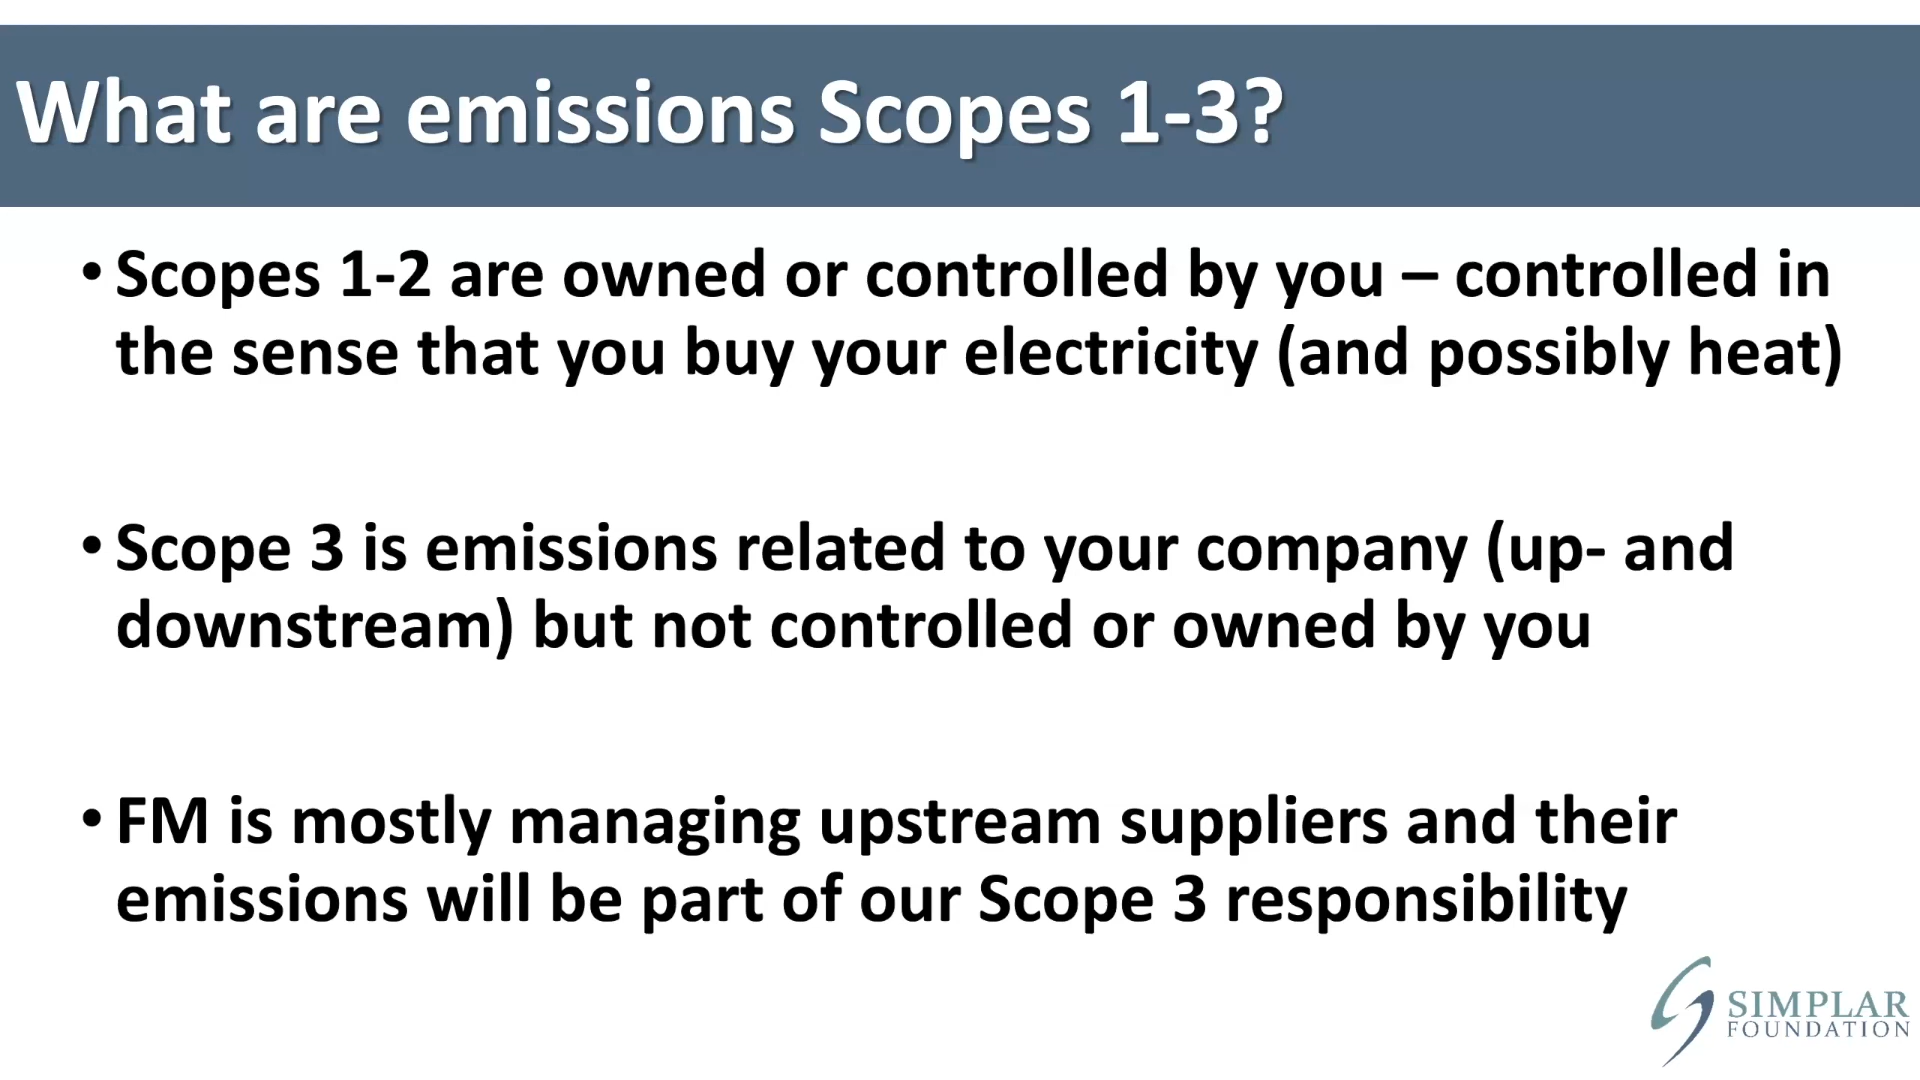 What are emissions Scopes 1-3?
• Scopes 1-2 are owned or controlled by you – controlled in
the sense that you buy your electricity (and possibly heat)
• Scope 3 is emissions related to your company (up- and
downstream) but not controlled or owned by you
• FM is mostly managing upstream suppliers and their
emissions will be part of our Scope 3 responsibility
SIMPLAR
FOUNDATION